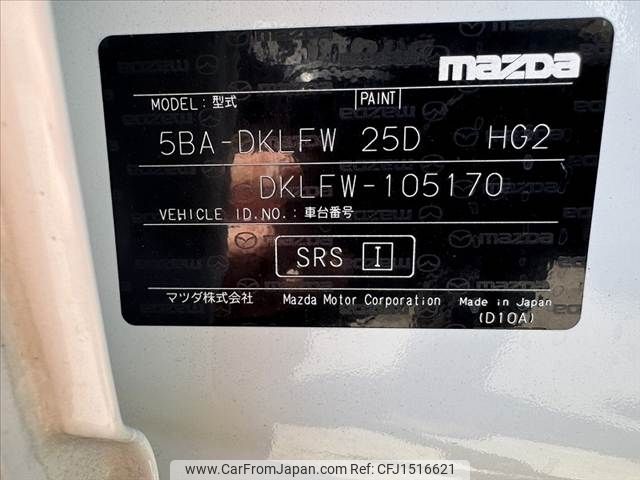 mazda
MODEL : 型式 PAINT
5BA-DKLFW 25D HG2
DKLFW-105170
VEHICLE ID.NO. : 車台番号
SRS I
マツダ株式会社 Mazda Motor Corporation Made in Japan
(D10A)
www.CarFromJapan.com CFJ1516621